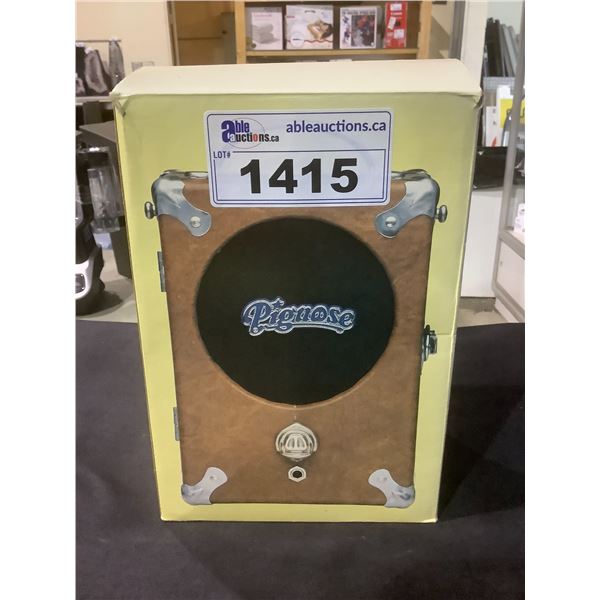 able auctions.ca
ableauctions.ca
LOT#
1415
Pignose